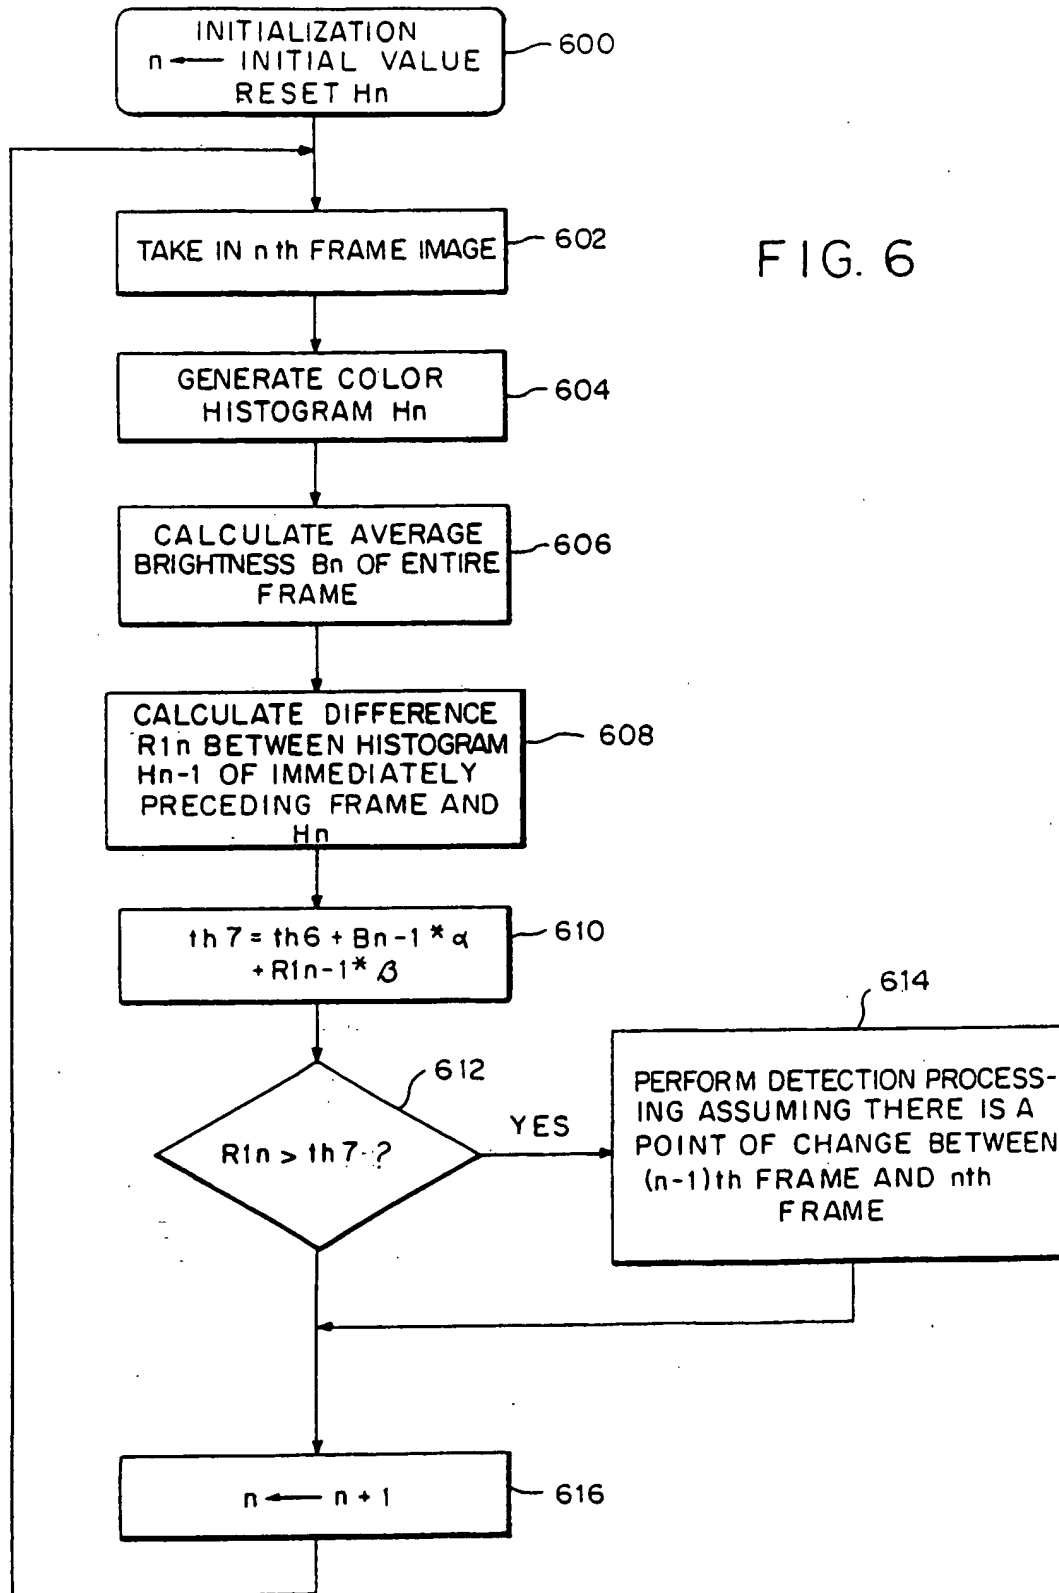 INITIALIZATION
n ← INITIAL VALUE
RESET Hn
600
TAKE IN n th FRAME IMAGE
602
FIG. 6
GENERATE COLOR
HISTOGRAM Hn
604
CALCULATE AVERAGE
BRIGHTNESS Bn OF ENTIRE
FRAME
606
CALCULATE DIFFERENCE
R1n BETWEEN HISTOGRAM
Hn-1 OF IMMEDIATELY
PRECEDING FRAME AND
Hn
608
th7 = th6 + Bn-1 * α
+ R1n-1 * β
610
612
R1n > th7 ?
YES
614
PERFORM DETECTION PROCESS-
ING ASSUMING THERE IS A
POINT OF CHANGE BETWEEN
(n-1)th FRAME AND nth
FRAME
n ← n + 1
616